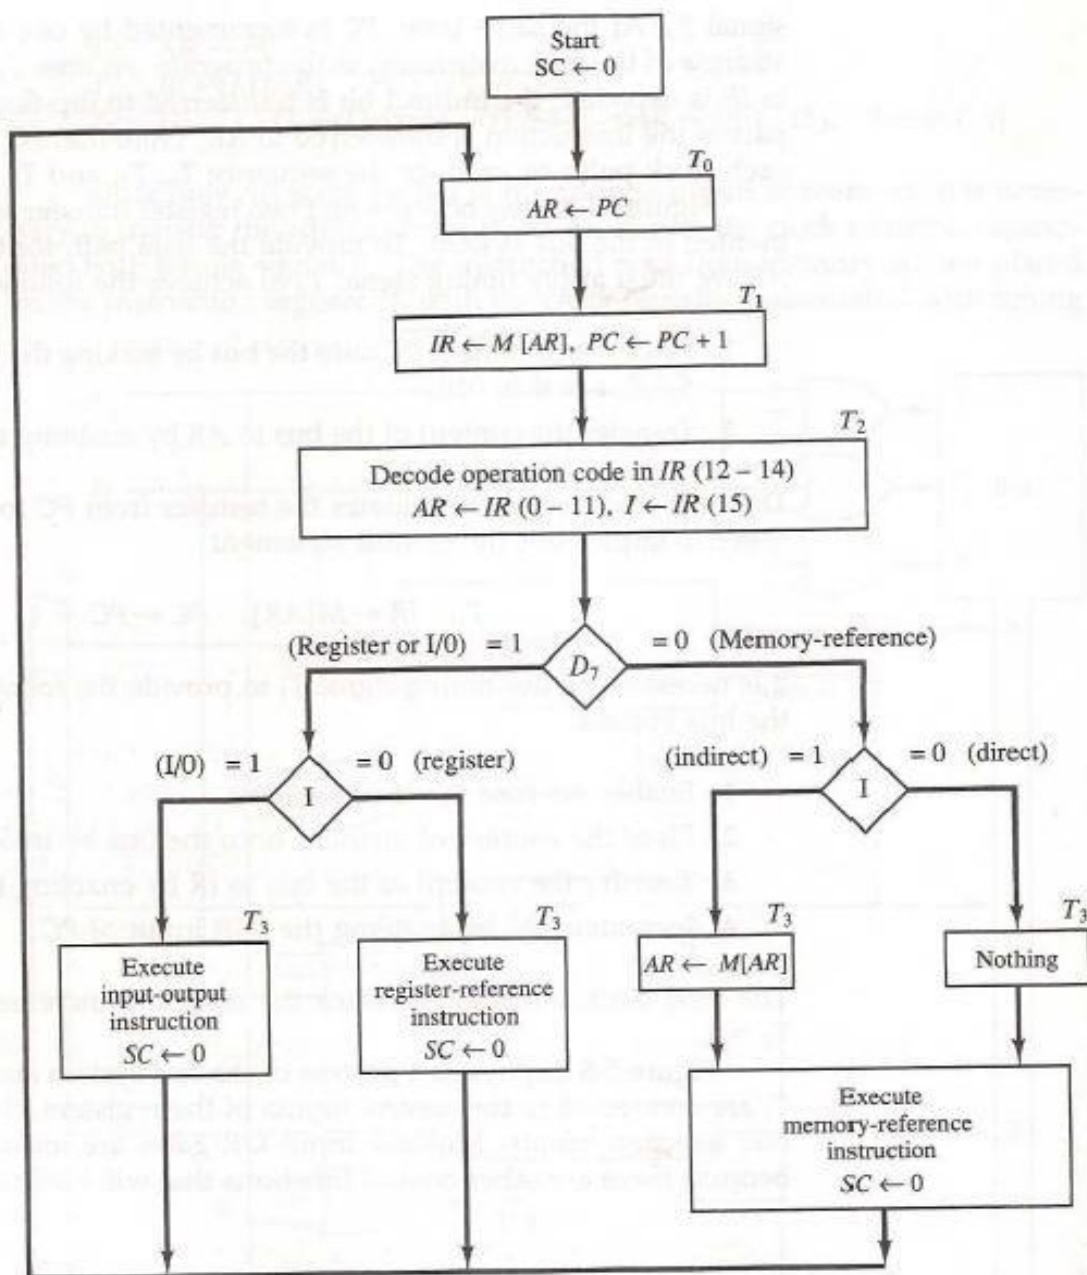 Start
SC ← 0
T0
AR ← PC
T1
IR ← M [AR], PC ← PC + 1
T2
Decode operation code in IR (12 – 14)
AR ← IR (0 – 11), I ← IR (15)
(Register or I/0) = 1
D7
= 0 (Memory-reference)
(I/0) = 1
I
= 0 (register)
(indirect) = 1
I
= 0 (direct)
T3
Execute
input-output
instruction
SC ← 0
T3
Execute
register-reference
instruction
SC ← 0
T3
AR ← M[AR]
T3
Nothing
Execute
memory-reference
instruction
SC ← 0